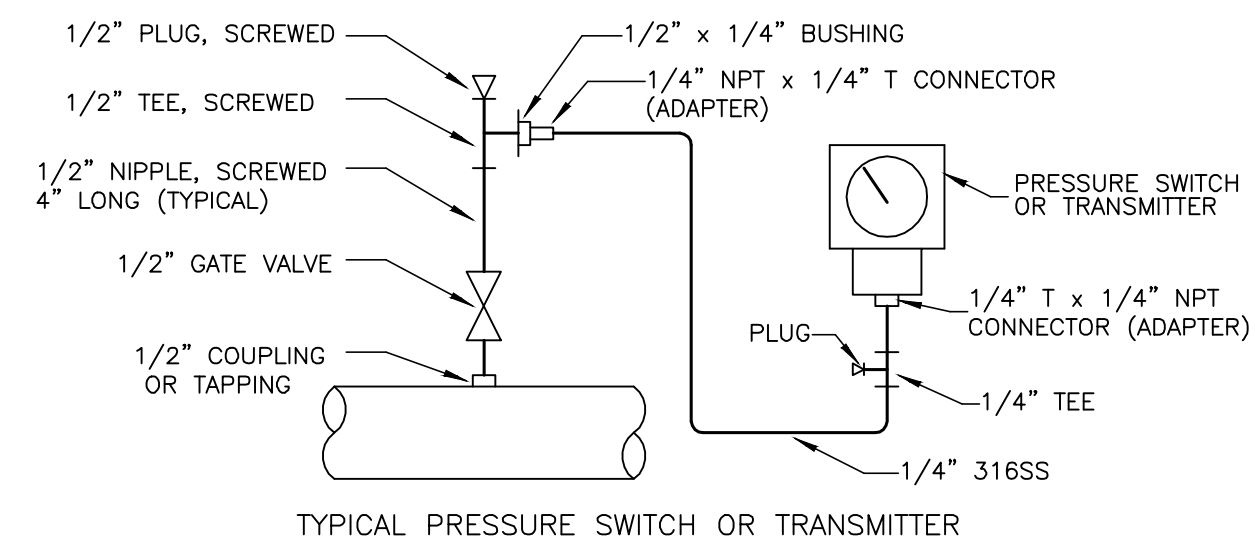 1/2” PLUG, SCREWED
1/2” x 1/4” BUSHING
1/4” NPT x 1/4” T CONNECTOR
(ADAPTER)
1/2” TEE, SCREWED
1/2” NIPPLE, SCREWED
4” LONG (TYPICAL)
PRESSURE SWITCH
OR TRANSMITTER
1/2” GATE VALVE
1/4” T x 1/4” NPT
CONNECTOR (ADAPTER)
PLUG
1/2” COUPLING
OR TAPPING
1/4” TEE
1/4” 316SS
TYPICAL PRESSURE SWITCH OR TRANSMITTER